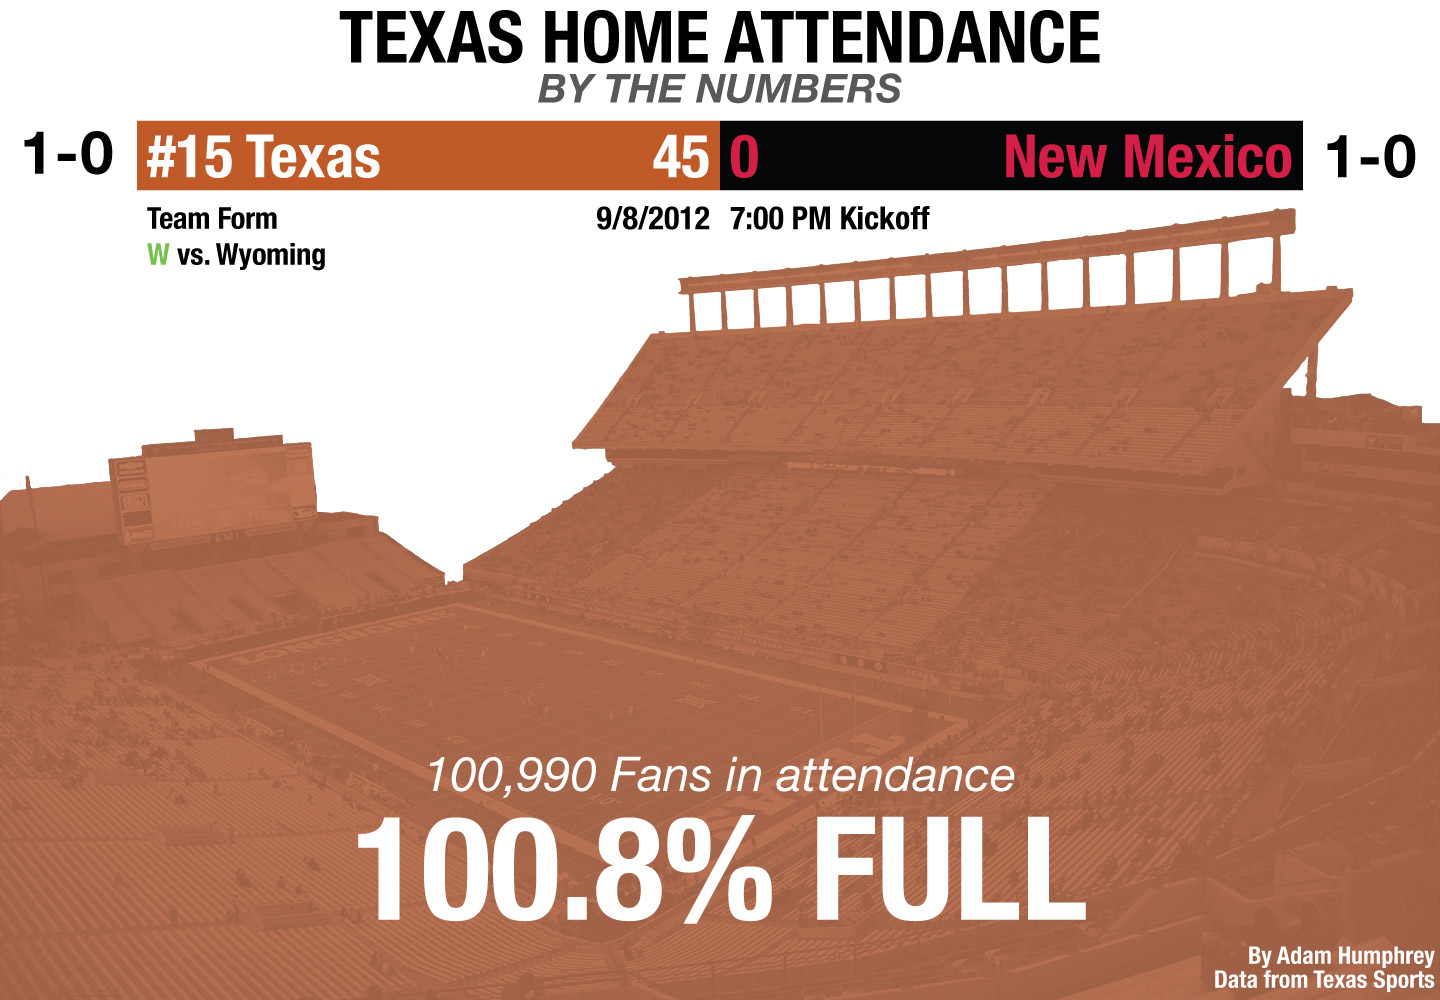 TEXAS HOME ATTENDANCE
BY THE NUMBERS
1-0 #15 Texas 45 0 New Mexico 1-0
Team Form 9/8/2012 7:00 PM Kickoff
W vs. Wyoming
LONGHORNS
TEXAS
100,990 Fans in attendance
100.8% FULL
By Adam Humphrey
Data from Texas Sports